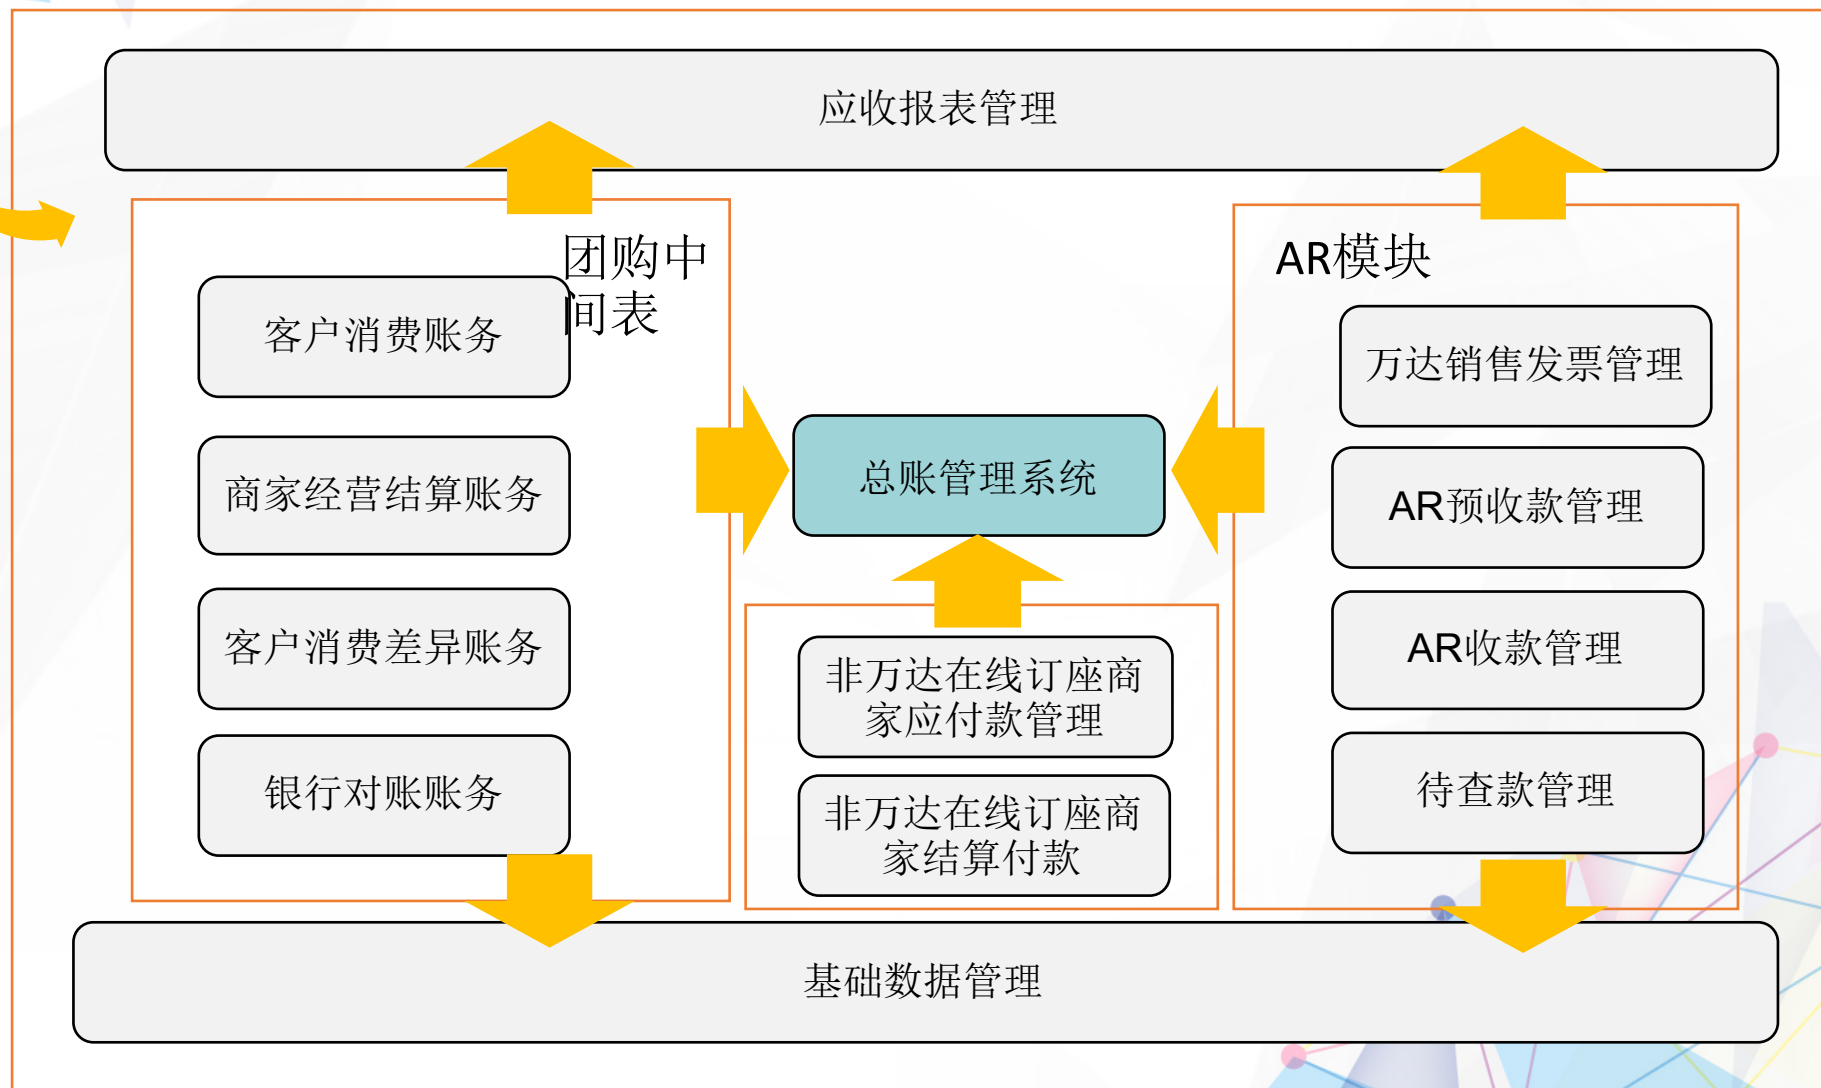 应收报表管理
团购中
间表
客户消费账务
商家经营结算账务
客户消费差异账务
银行对账账务
总账管理系统
非万达在线订座商
家应付款管理
非万达在线订座商
家结算付款
AR模块
万达销售发票管理
AR预收款管理
AR收款管理
待查款管理
基础数据管理